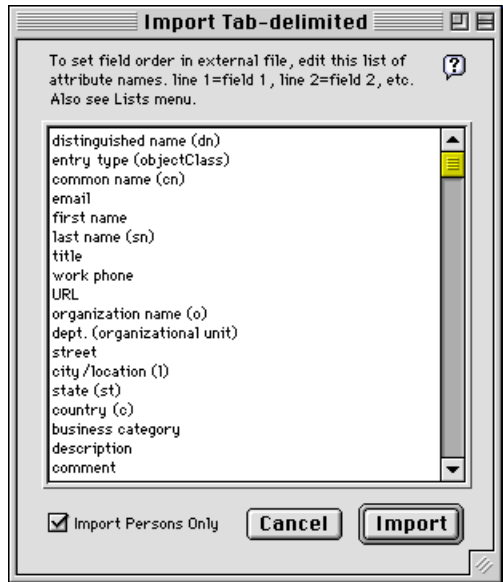 Import Tab-delimited
To set field order in external file, edit this list of
attribute names. line 1=field 1, line 2=field 2, etc.
Also see Lists menu.
?
distinguished name (dn)
entry type (objectClass)
common name (cn)
email
first name
last name (sn)
title
work phone
URL
organization name (o)
dept. (organizational unit)
street
city/location (l)
state (st)
country (c)
business category
description
comment
Import Persons Only
Cancel
Import